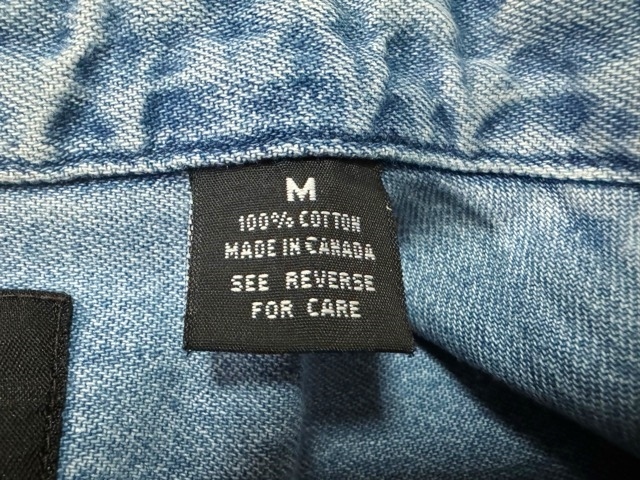 M
100% COTTON
MADE IN CANADA
SEE REVERSE
FOR CARE